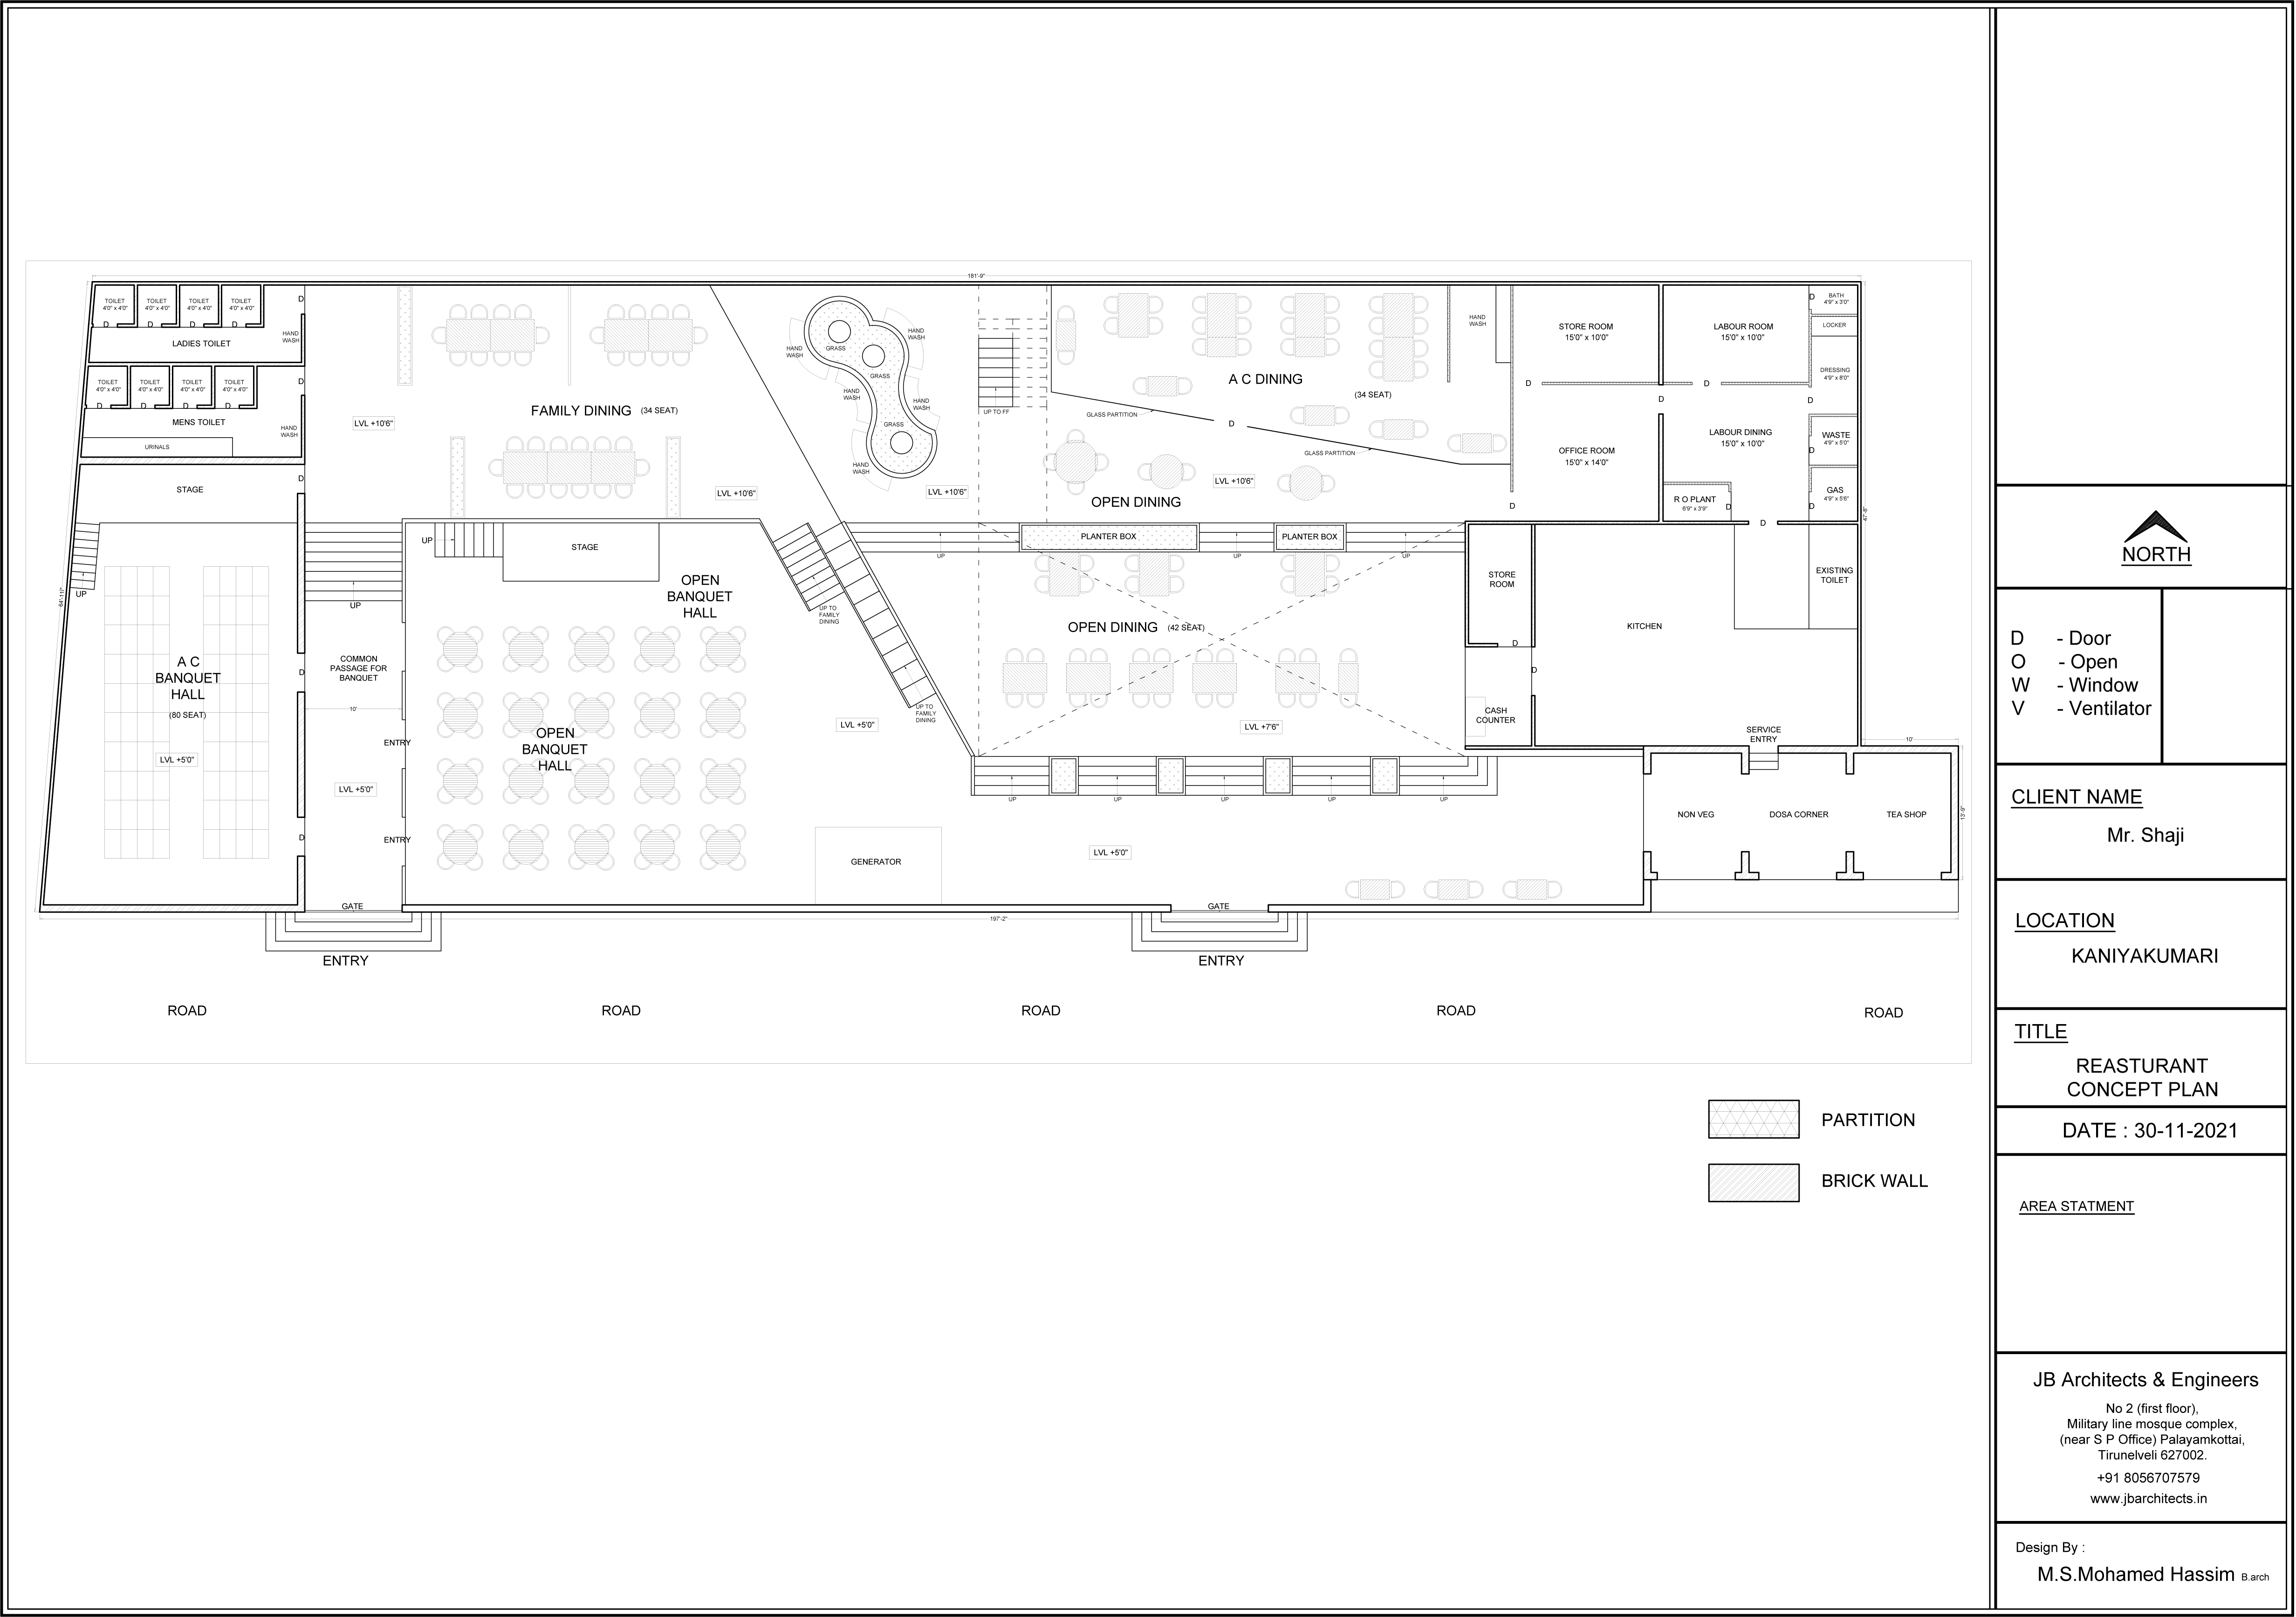 181'-9"
TOILET
4'0" x 4'0"
TOILET
4'0" x 4'0"
TOILET
4'0" x 4'0"
TOILET
4'0" x 4'0"
D
D
D
D
D
HAND
WASH
LADIES TOILET
TOILET
4'0" x 4'0"
TOILET
4'0" x 4'0"
TOILET
4'0" x 4'0"
TOILET
4'0" x 4'0"
D
D
D
D
D
MENS TOILET
HAND
WASH
URINALS
STAGE
D
UP
64'-11"
A C
BANQUET
HALL
(80 SEAT)
LVL +5'0"
D
D
LVL +10'6"
FAMILY DINING (34 SEAT)
LVL +10'6"
UP
COMMON
PASSAGE FOR
BANQUET
10'
ENTRY
LVL +5'0"
ENTRY
GATE
UP
STAGE
OPEN
BANQUET
HALL
OPEN
BANQUET
HALL
UP TO
FAMILY
DINING
UP TO
FAMILY
DINING
LVL +5'0"
GENERATOR
HAND
WASH
HAND
WASH
GRASS
GRASS
HAND
WASH
HAND
WASH
GRASS
HAND
WASH
LVL +10'6"
UP TO FF
A C DINING
(34 SEAT)
GLASS PARTITION
D
GLASS PARTITION
LVL +10'6"
OPEN DINING
HAND
WASH
PLANTER BOX
PLANTER BOX
UP
UP
UP
OPEN DINING (42 SEAT)
LVL +7'6"
UP
UP
UP
UP
UP
LVL +5'0"
GATE
STORE ROOM
15'0" x 10'0"
LABOUR ROOM
15'0" x 10'0"
D
BATH
4'9" x 3'0"
LOCKER
DRESSING
4'9" x 8'0"
D
D
D
D
LABOUR DINING
15'0" x 10'0"
WASTE
4'9" x 5'0"
D
OFFICE ROOM
15'0" x 14'0"
R O PLANT
6'9" x 3'9"
D
GAS
4'9" x 5'6"
D
D
D
47'-8"
STORE
ROOM
D
D
KITCHEN
EXISTING
TOILET
CASH
COUNTER
SERVICE
ENTRY
10'
NON VEG
DOSA CORNER
TEA SHOP
13'-9"
197'-2"
ENTRY
ENTRY
ROAD
ROAD
ROAD
ROAD
ROAD
PARTITION
BRICK WALL
NORTH
D - Door
O - Open
W - Window
V - Ventilator
CLIENT NAME
Mr. Shaji
LOCATION
KANIYAKUMARI
TITLE
REASTURANT
CONCEPT PLAN
DATE : 30-11-2021
AREA STATMENT
JB Architects & Engineers
No 2 (first floor),
Military line mosque complex,
(near S P Office) Palayamkottai,
Tirunelveli 627002.
+91 8056707579
www.jbarchitects.in
Design By :
M.S.Mohamed Hassim B.arch